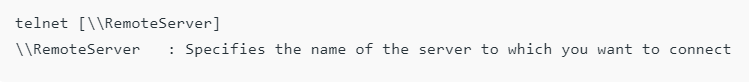 telnet [\\RemoteServer]
\\RemoteServer   : Specifies the name of the server to which you want to connect